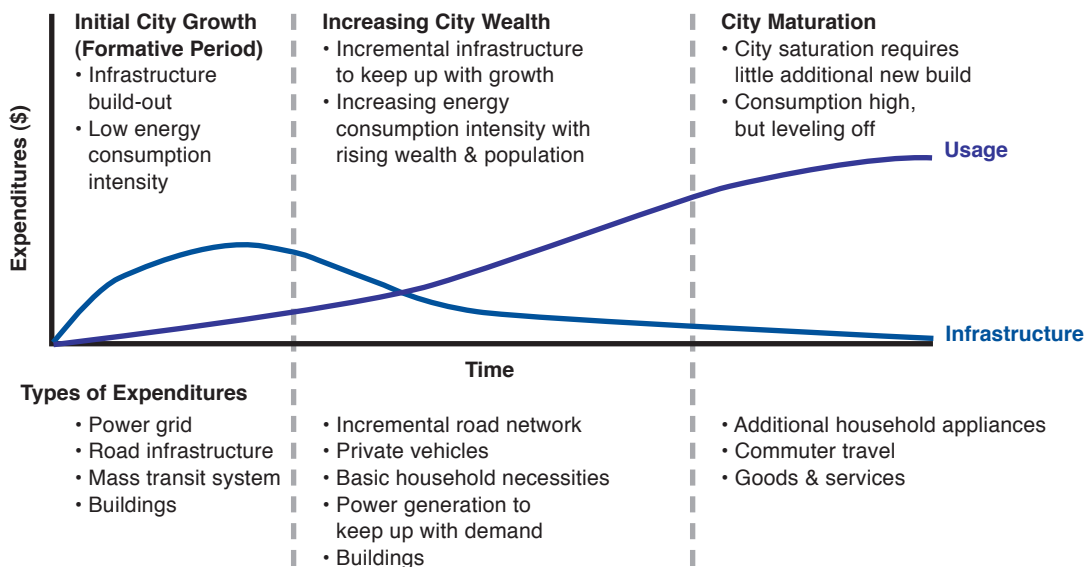 Initial City Growth
(Formative Period)
• Infrastructure
build-out
• Low energy
consumption
intensity
Increasing City Wealth
• Incremental infrastructure
to keep up with growth
• Increasing energy
consumption intensity with
rising wealth & population
City Maturation
• City saturation requires
little additional new build
• Consumption high,
but leveling off
Expenditures ($)
Usage
Infrastructure
Time
Types of Expenditures
• Power grid
• Road infrastructure
• Mass transit system
• Buildings
• Incremental road network
• Private vehicles
• Basic household necessities
• Power generation to
keep up with demand
• Buildings
• Additional household appliances
• Commuter travel
• Goods & services